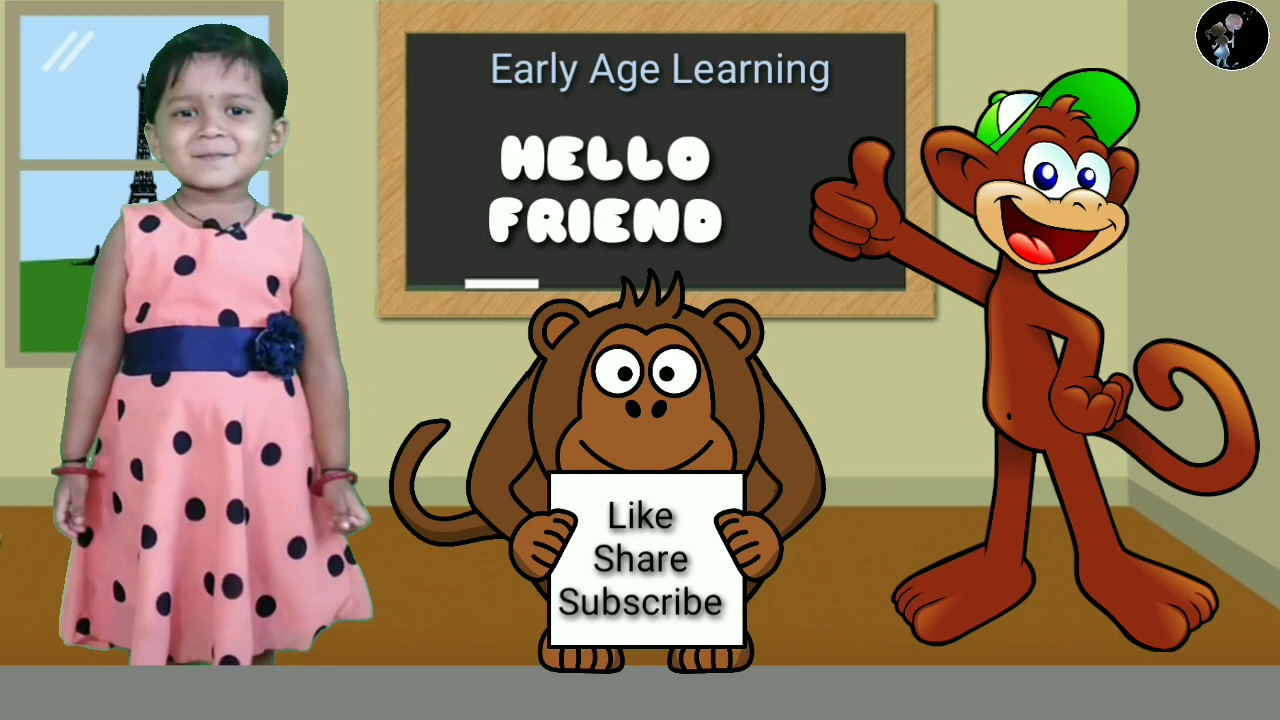 Early Age Learning
HELLO
FRIEND
Like
Share
Subscribe